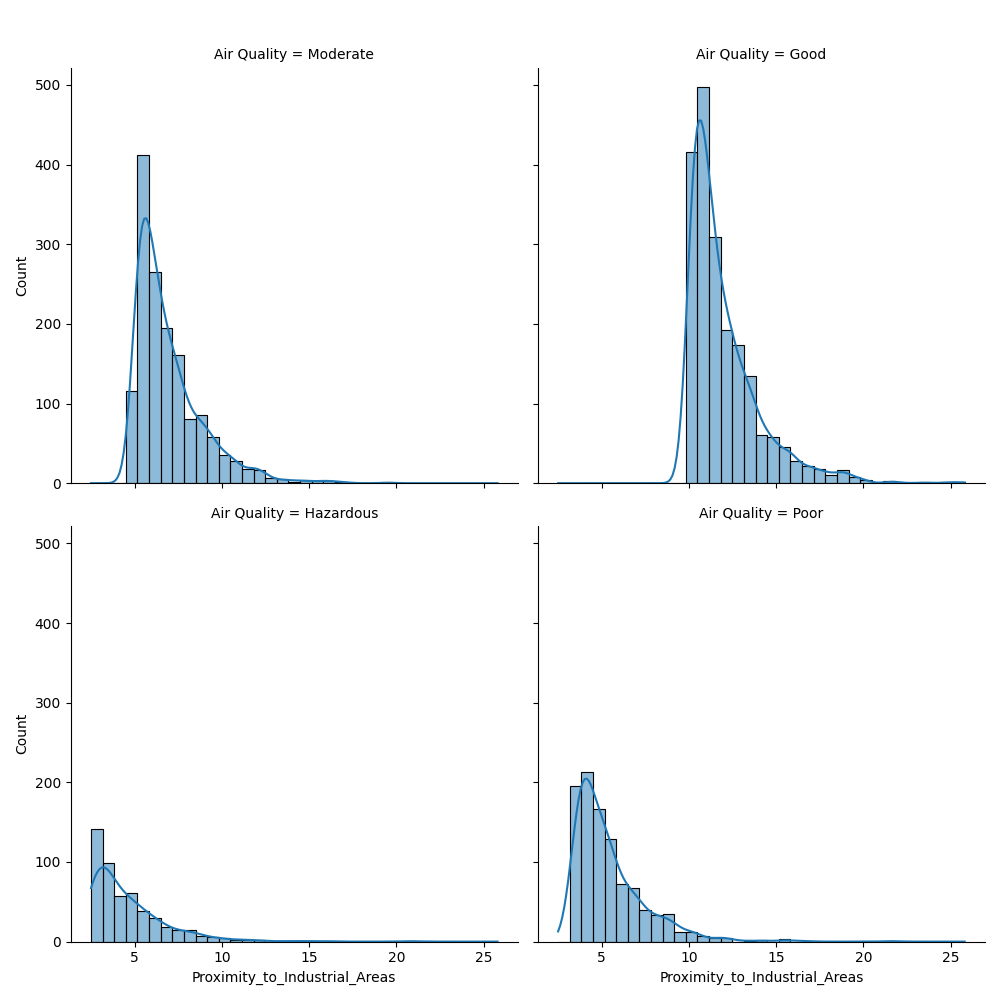 Air Quality = Moderate
Air Quality = Good
500
400
300
200
100
0
Count
Air Quality = Hazardous
Air Quality = Poor
500
400
300
200
100
0
Count
5 10 15 20 25
5 10 15 20 25
Proximity_to_Industrial_Areas
Proximity_to_Industrial_Areas